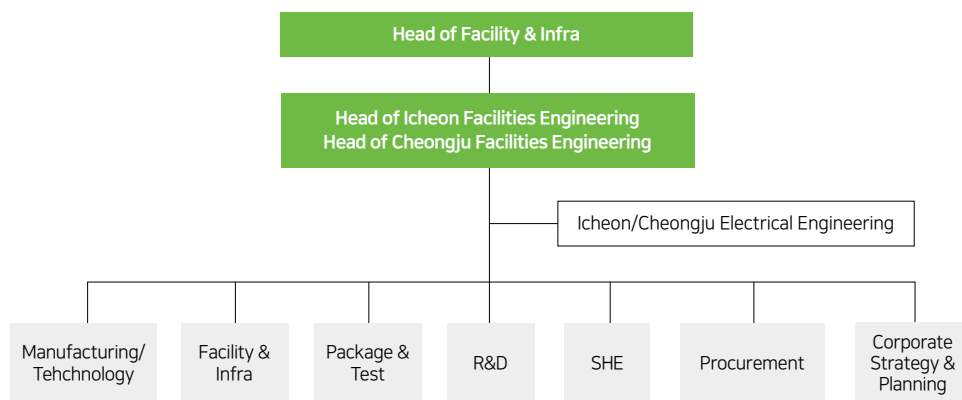 Head of Facility & Infra
Head of Icheon Facilities Engineering
Head of Cheongju Facilities Engineering
Icheon/Cheongju Electrical Engineering
Manufacturing/
Tehchnology
Facility &
Infra
Package &
Test
R&D
SHE
Procurement
Corporate
Strategy &
Planning